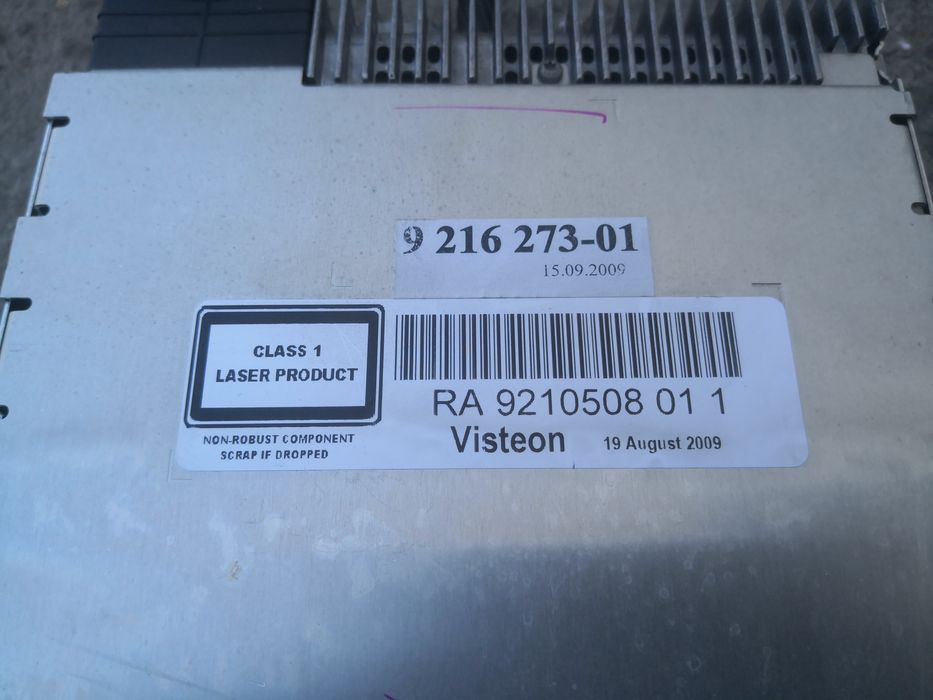 9 216 273-01
15.09.2009
CLASS 1
LASER PRODUCT
NON-ROBUST COMPONENT
SCRAP IF DROPPED
RA 9210508 01 1
Visteon 19 August 2009